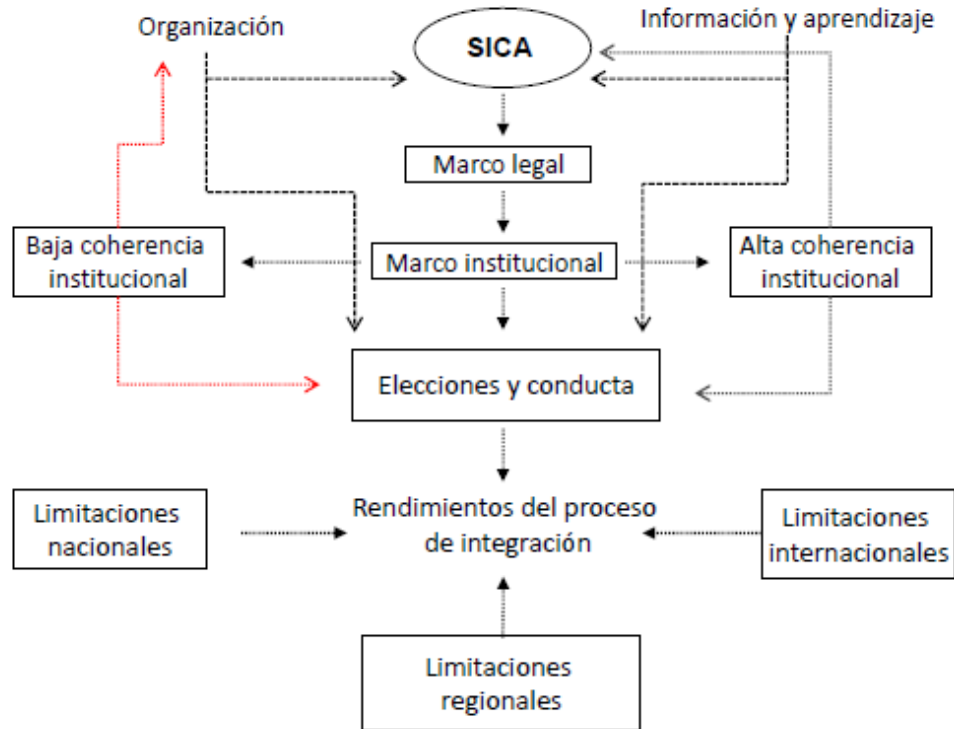 Organización
SICA
Información y aprendizaje
Marco legal
Baja coherencia
institucional
Marco institucional
Alta coherencia
institucional
Elecciones y conducta
Limitaciones
nacionales
Rendimientos del proceso
de integración
Limitaciones
internacionales
Limitaciones
regionales